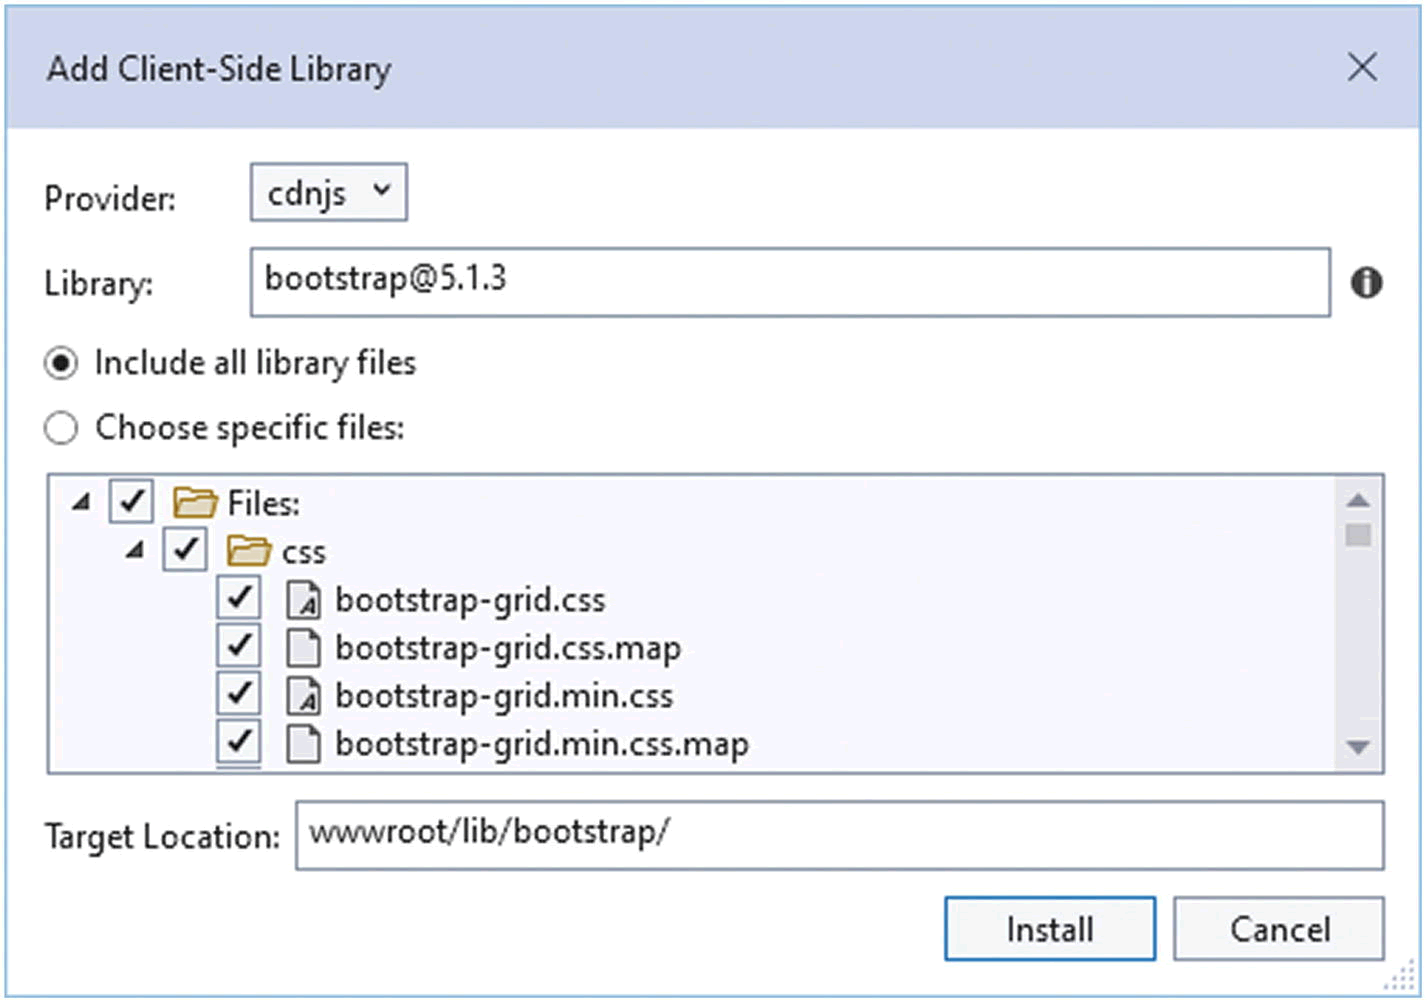 Add Client-Side Library
Provider: cdnjs
Library: bootstrap@5.1.3
Include all library files
Choose specific files:
Files:
css
bootstrap-grid.css
bootstrap-grid.css.map
bootstrap-grid.min.css
bootstrap-grid.min.css.map
Target Location: wwwroot/lib/bootstrap/
Install Cancel